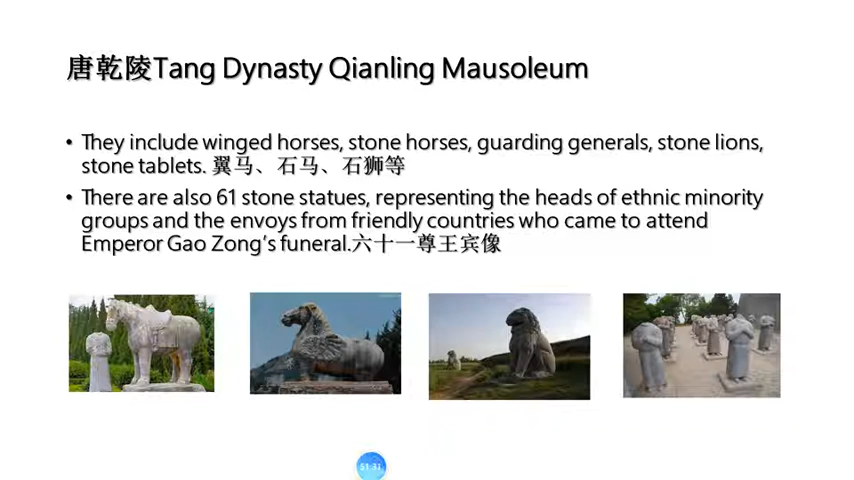 唐乾陵Tang Dynasty Qianling Mausoleum
• They include winged horses, stone horses, guarding generals, stone lions,
stone tablets. 翼马、石马、石狮等
• There are also 61 stone statues, representing the heads of ethnic minority
groups and the envoys from friendly countries who came to attend
Emperor Gao Zong's funeral.六十一尊王宾像
51:31